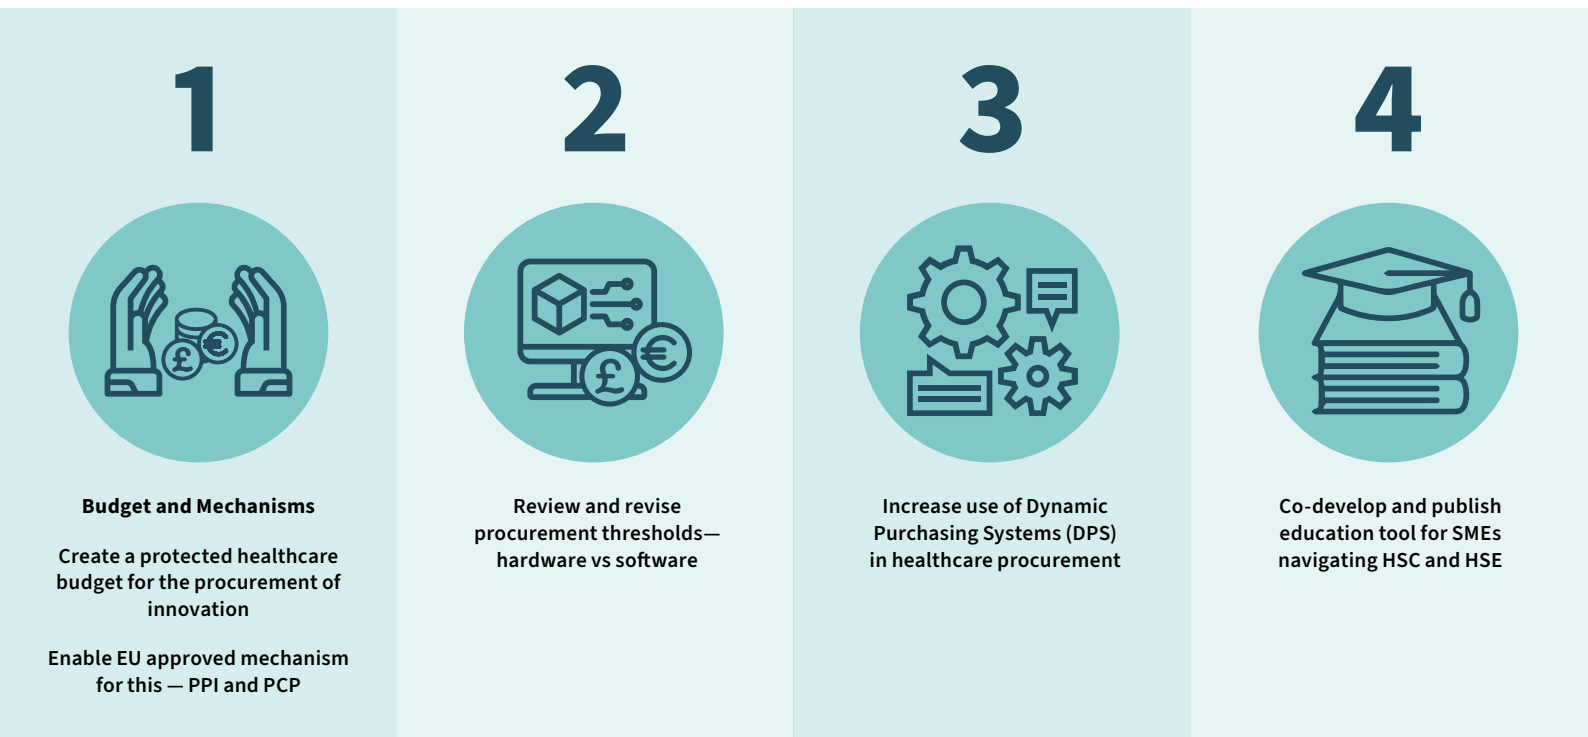 1
Budget and Mechanisms
Create a protected healthcare
budget for the procurement of
innovation
Enable EU approved mechanism
for this — PPI and PCP
2
£ €
Review and revise
procurement thresholds—
hardware vs software
3
Increase use of Dynamic
Purchasing Systems (DPS)
in healthcare procurement
4
Co-develop and publish
education tool for SMEs
navigating HSC and HSE